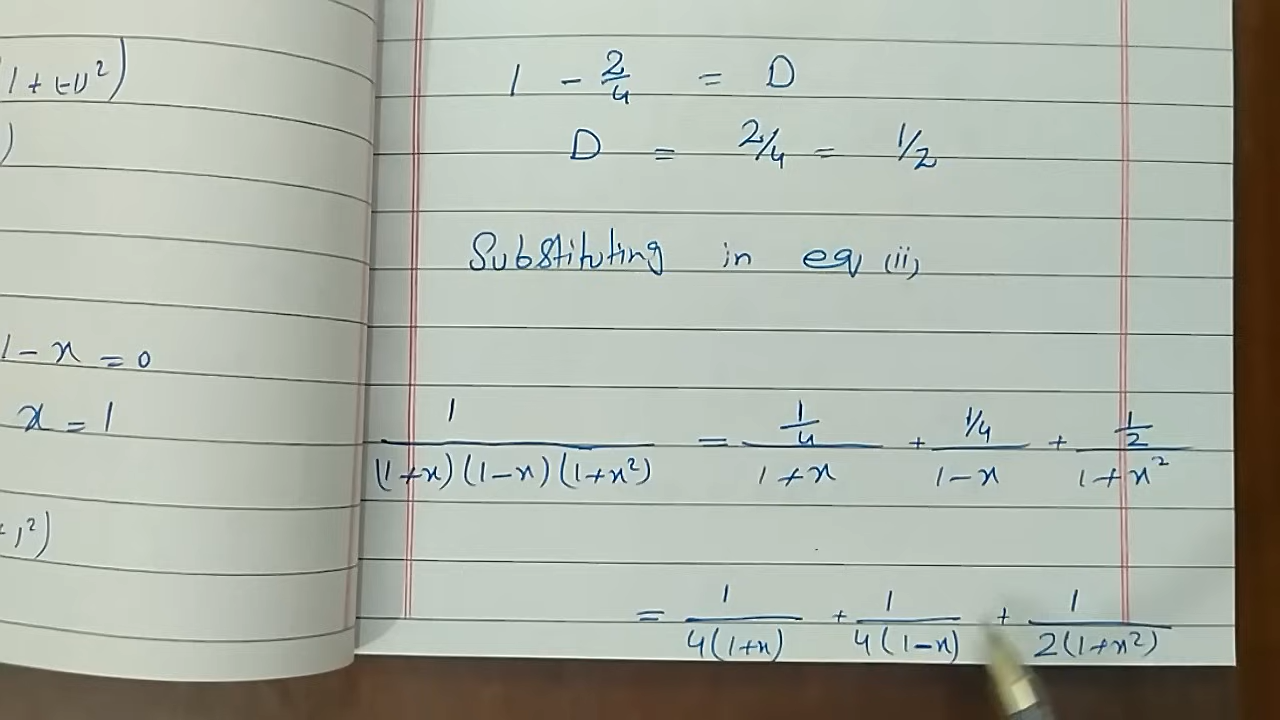 1+(-1)²)
)
1-x = 0
x = 1
1²)
1 - 2/4 = D
D = 2/4 = 1/2
Substituting in eq (ii)
1/(1+x)(1-x)(1+x²) = 1/4/1+x + 1/4/1-x + 1/2/1+x²
= 1/4(1+x) + 1/4(1-x) + 1/2(1+x²)